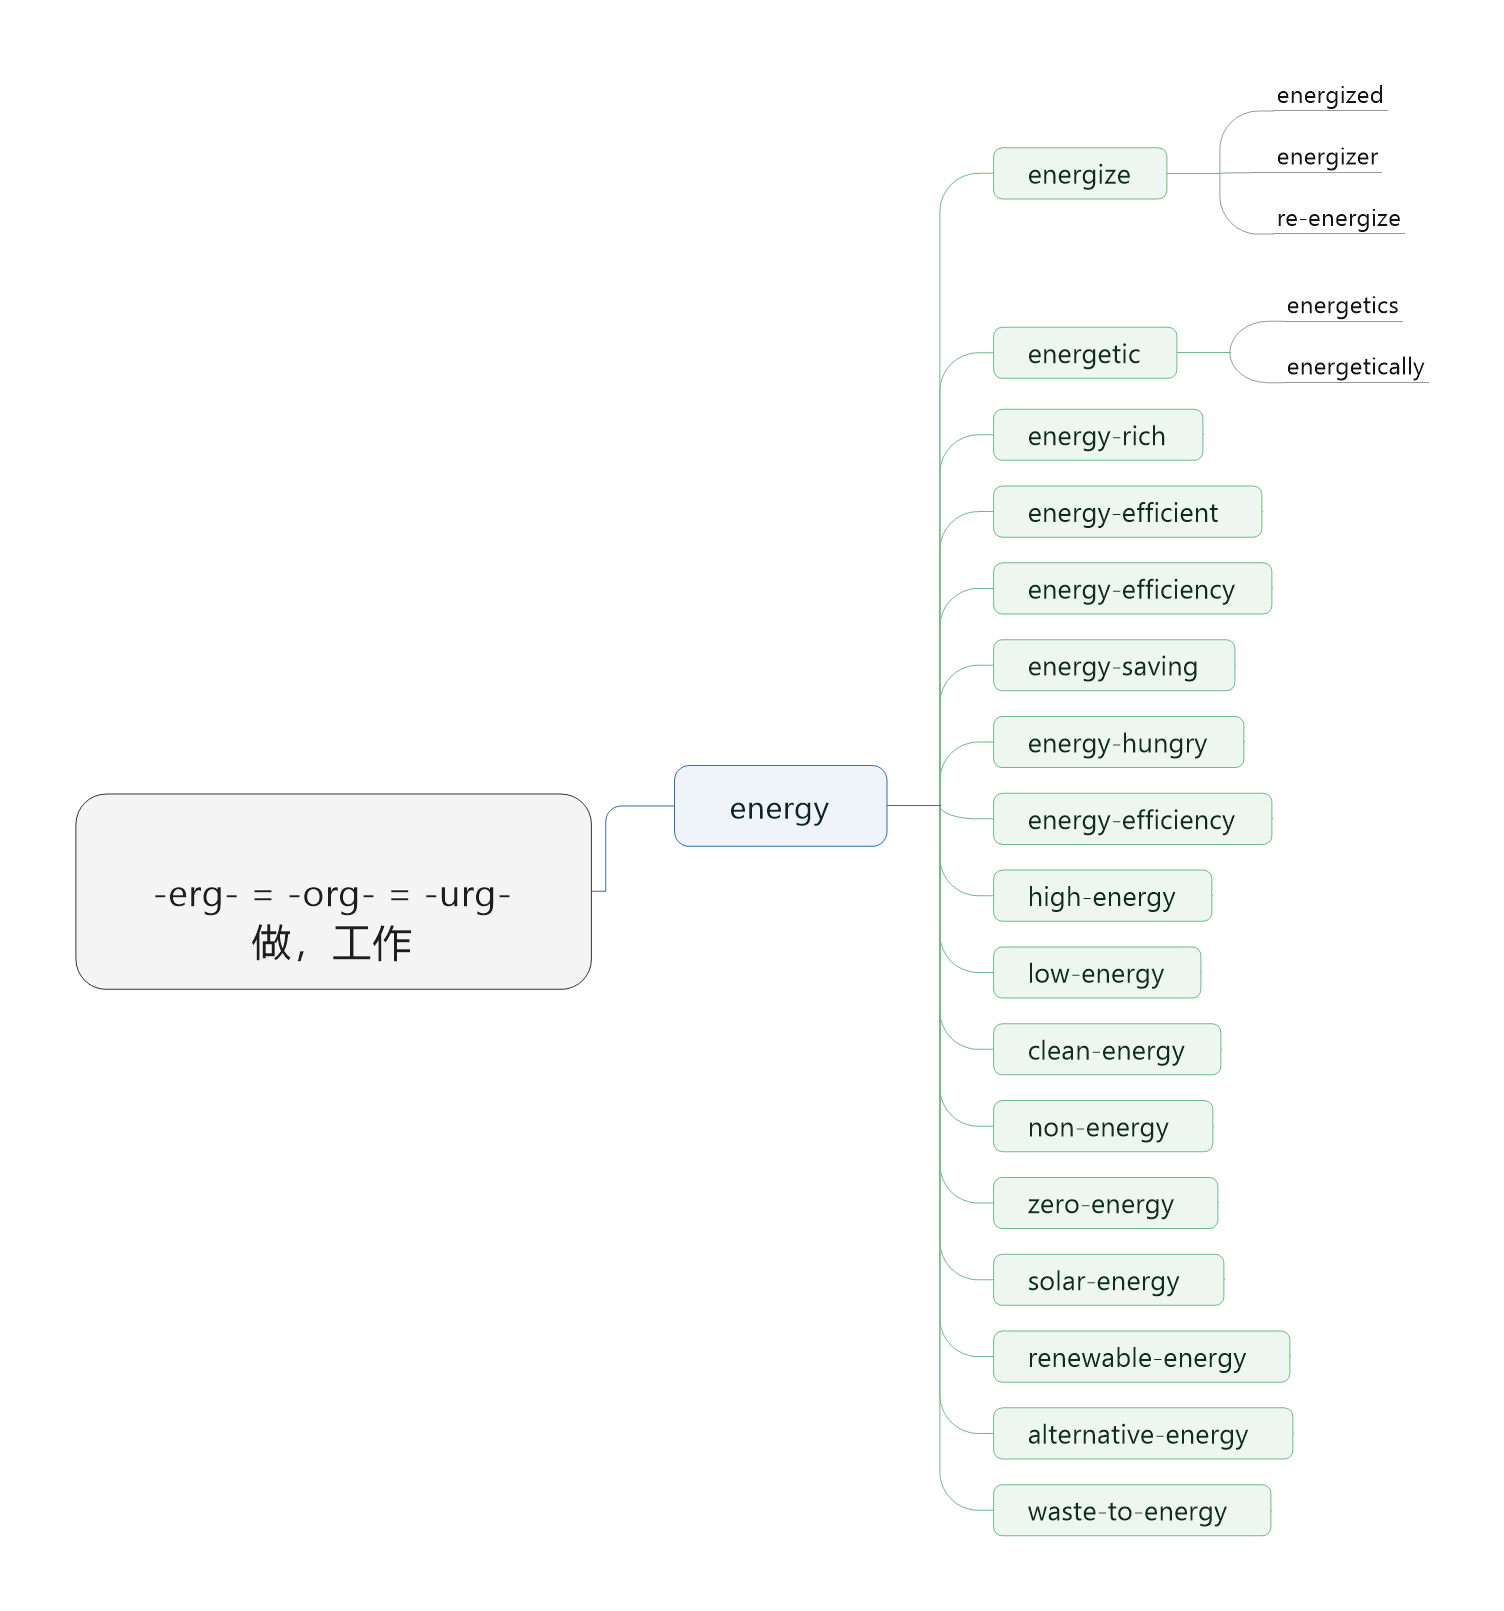 -erg- = -org- = -urg-
做，工作
energy
energize
energized
energizer
re-energize
energetic
energetics
energetically
energy-rich
energy-efficient
energy-efficiency
energy-saving
energy-hungry
energy-efficiency
high-energy
low-energy
clean-energy
non-energy
zero-energy
solar-energy
renewable-energy
alternative-energy
waste-to-energy